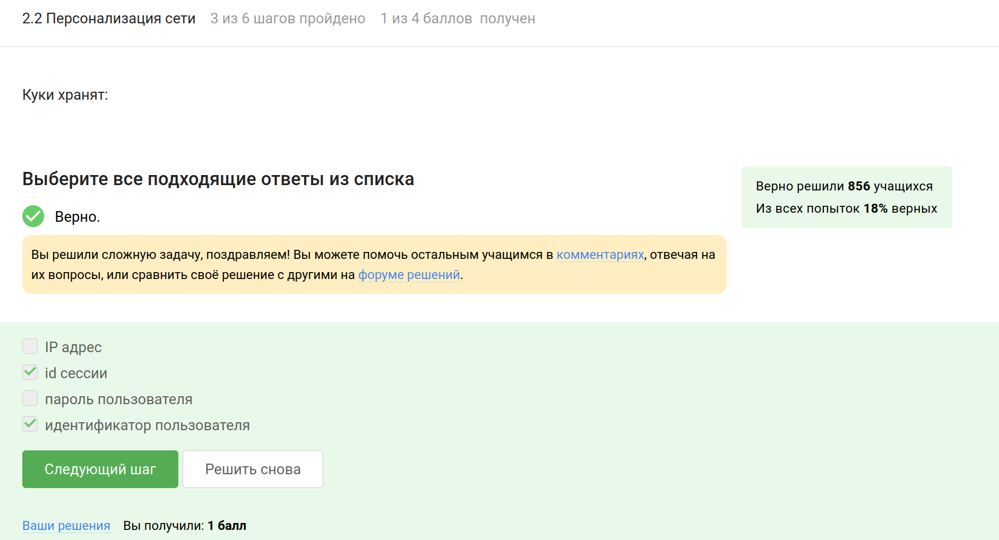 2.2 Персонализация сети 3 из 6 шагов пройдено 1 из 4 баллов получен
Куки хранят:
Выберите все подходящие ответы из списка
Верно решили 856 учащихся
Из всех попыток 18% верных
Верно.
Вы решили сложную задачу, поздравляем! Вы можете помочь остальным учащимся в комментариях, отвечая на
их вопросы, или сравнить своё решение с другими на форуме решений.
IP адрес
id сессии
пароль пользователя
идентификатор пользователя
Следующий шаг Решить снова
Ваши решения Вы получили: 1 балл